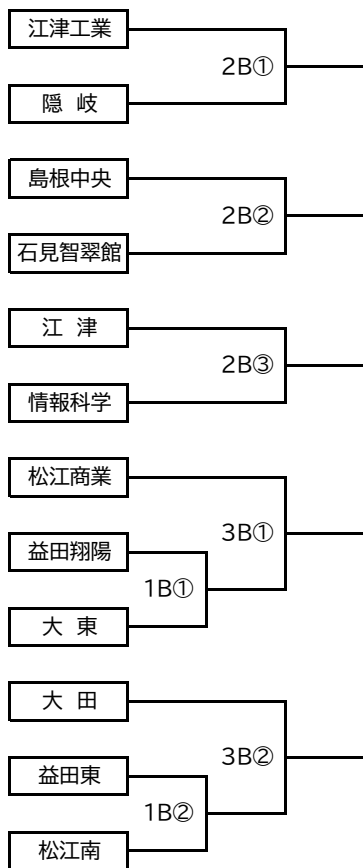 江津工業
2B①
隠 岐
島根中央
2B②
石見智翠館
江 津
2B③
情報科学
松江商業
3B①
益田翔陽
1B①
大 東
大 田
3B②
益田東
1B②
松江南